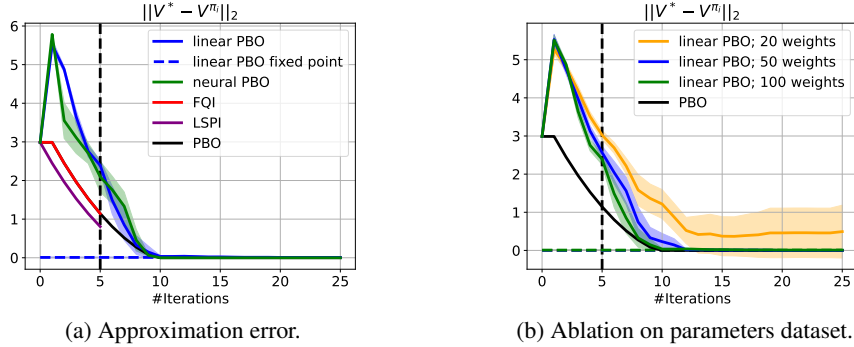 ||V* − V^{π_i}||₂
6
5
4
3
2
1
0
linear PBO
linear PBO fixed point
neural PBO
FQI
LSPI
PBO
0 5 10 15 20 25
#Iterations
(a) Approximation error.
||V* − V^{π_i}||₂
6
5
4
3
2
1
0
linear PBO; 20 weights
linear PBO; 50 weights
linear PBO; 100 weights
PBO
0 5 10 15 20 25
#Iterations
(b) Ablation on parameters dataset.